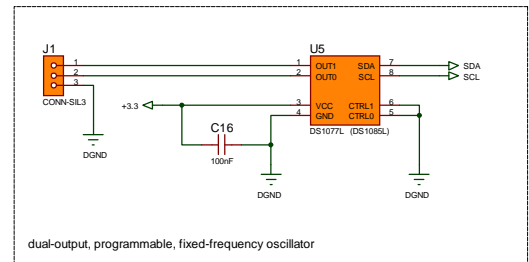 J1
1
2
3
CONN-SIL3
DGND
U5
1 OUT1 SDA 7 SDA
2 OUT0 SCL 8 SCL
+3.3
3 VCC CTRL1 6
4 GND CTRL0 5
DS1077L (DS1085L)
C16
100nF
DGND
DGND
dual-output, programmable, fixed-frequency oscillator